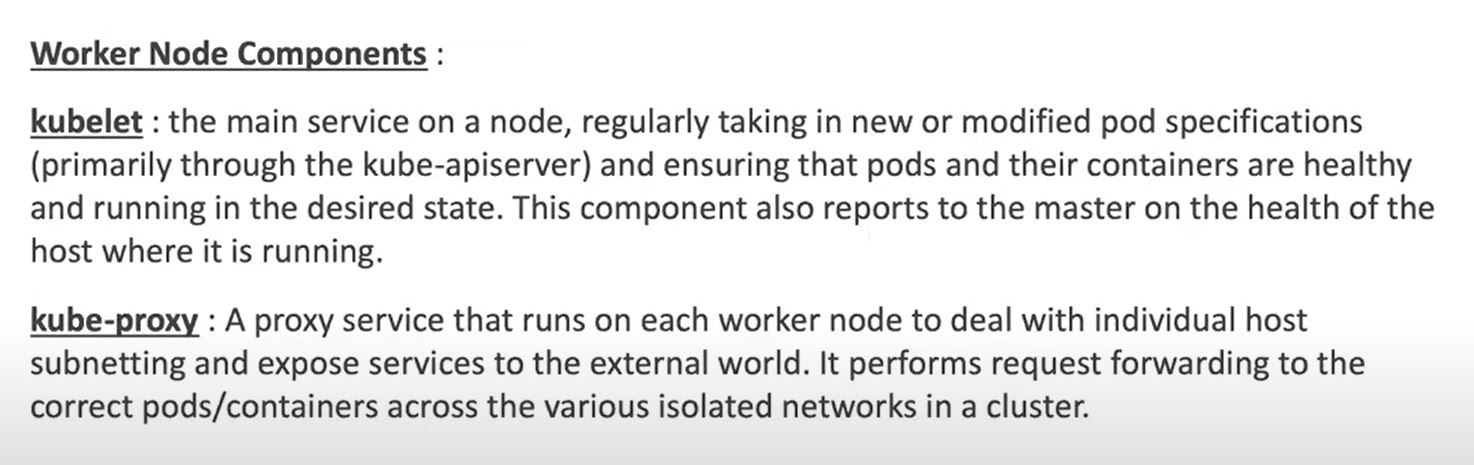 Worker Node Components :
kubelet : the main service on a node, regularly taking in new or modified pod specifications
(primarily through the kube-apiserver) and ensuring that pods and their containers are healthy
and running in the desired state. This component also reports to the master on the health of the
host where it is running.
kube-proxy : A proxy service that runs on each worker node to deal with individual host
subnetting and expose services to the external world. It performs request forwarding to the
correct pods/containers across the various isolated networks in a cluster.